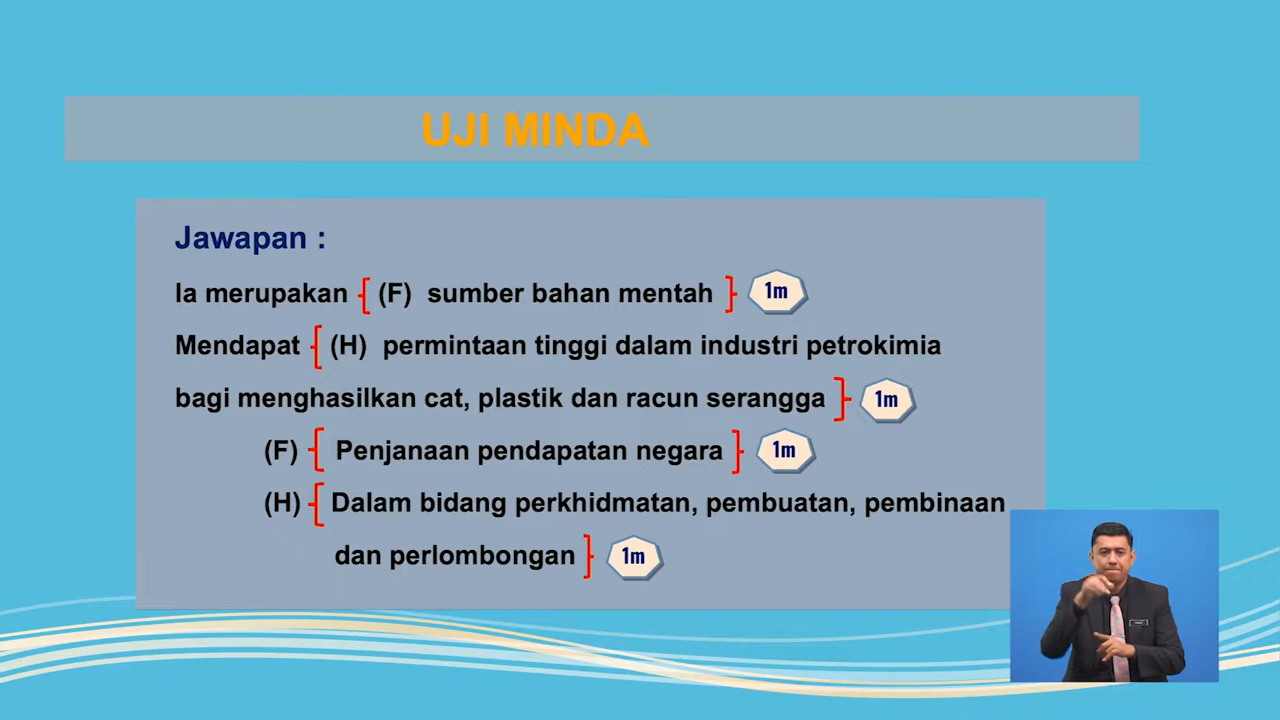 UJI MINDA
Jawapan :
Ia merupakan { (F) sumber bahan mentah } 1m
Mendapat { (H) permintaan tinggi dalam industri petrokimia
bagi menghasilkan cat, plastik dan racun serangga } 1m
(F) { Penjanaan pendapatan negara } 1m
(H) { Dalam bidang perkhidmatan, pembuatan, pembinaan
dan perlombongan } 1m